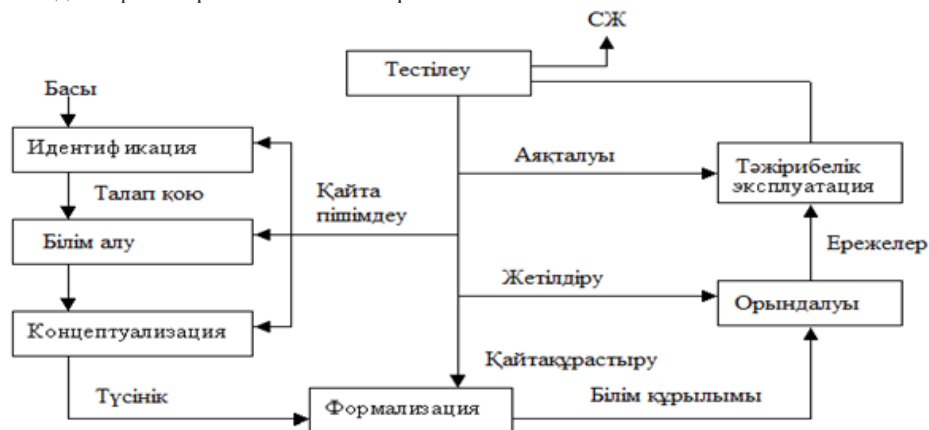 СЖ
Тестілеу
Басы
Идентификация
Аяқталуы
Тәжірибелік
эксплуатация
Талап қою
Қайта
пішімдеу
Білім алу
Ережелер
Жетілдіру
Орындалуы
Концептуализация
Қайтақұрастыру
Түсінік
Формализация
Білім құрылымы